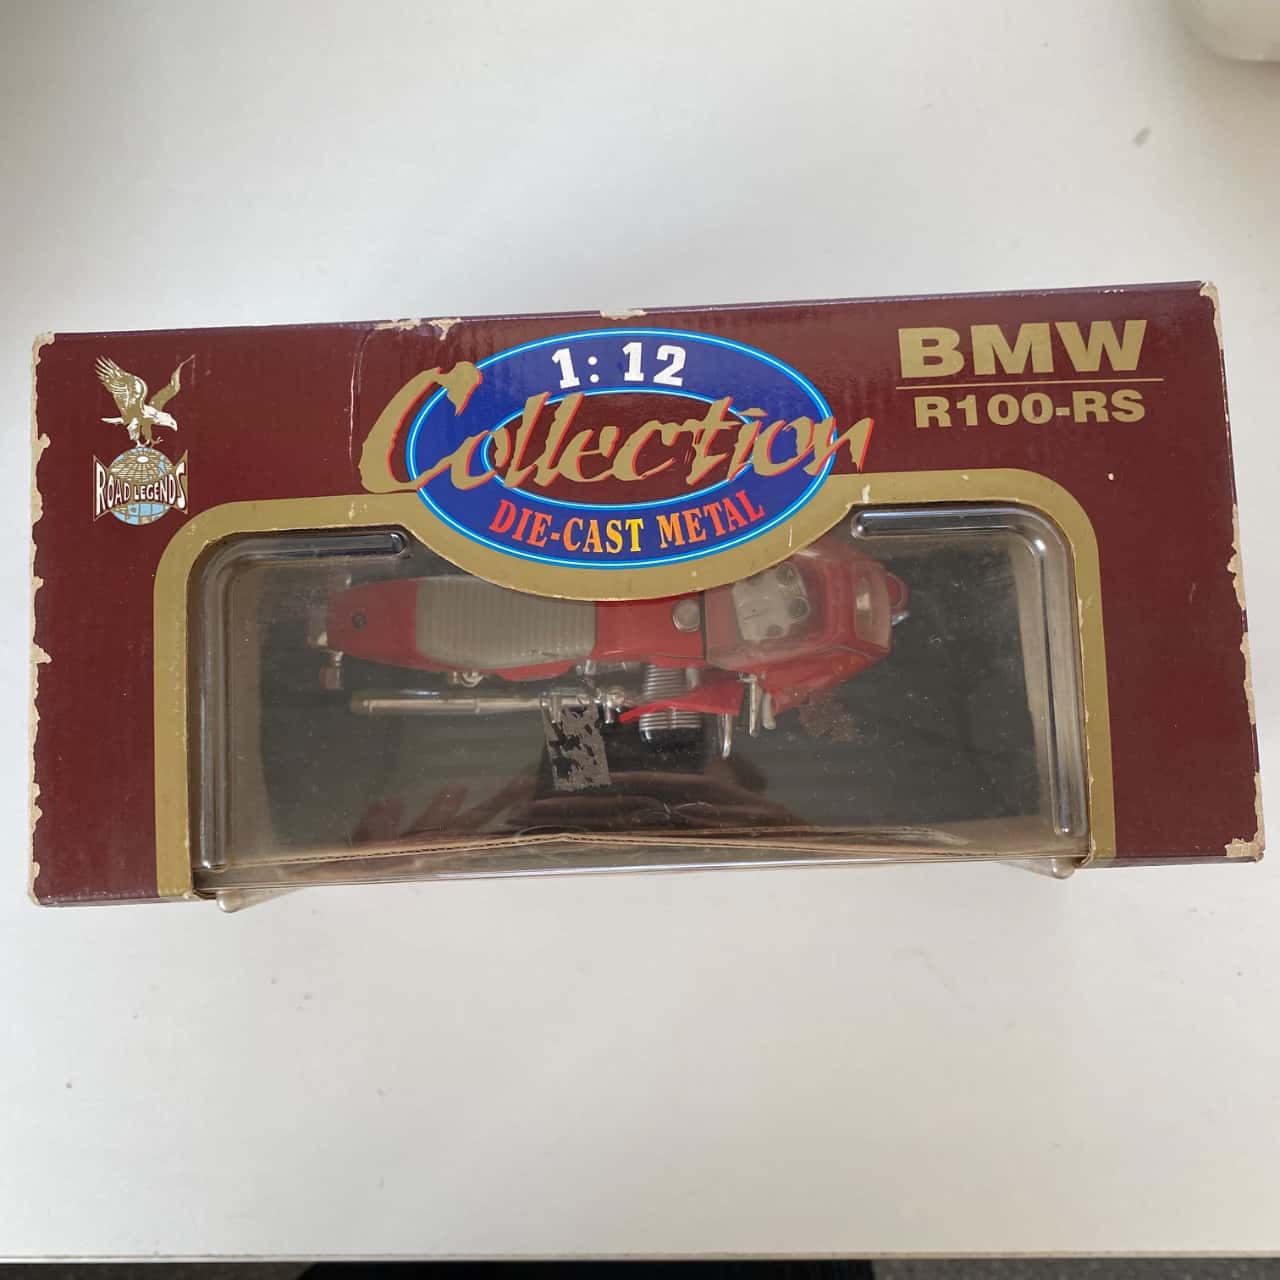 1:12
Collection
DIE-CAST METAL
BMW
R100-RS
ROAD LEGENDS